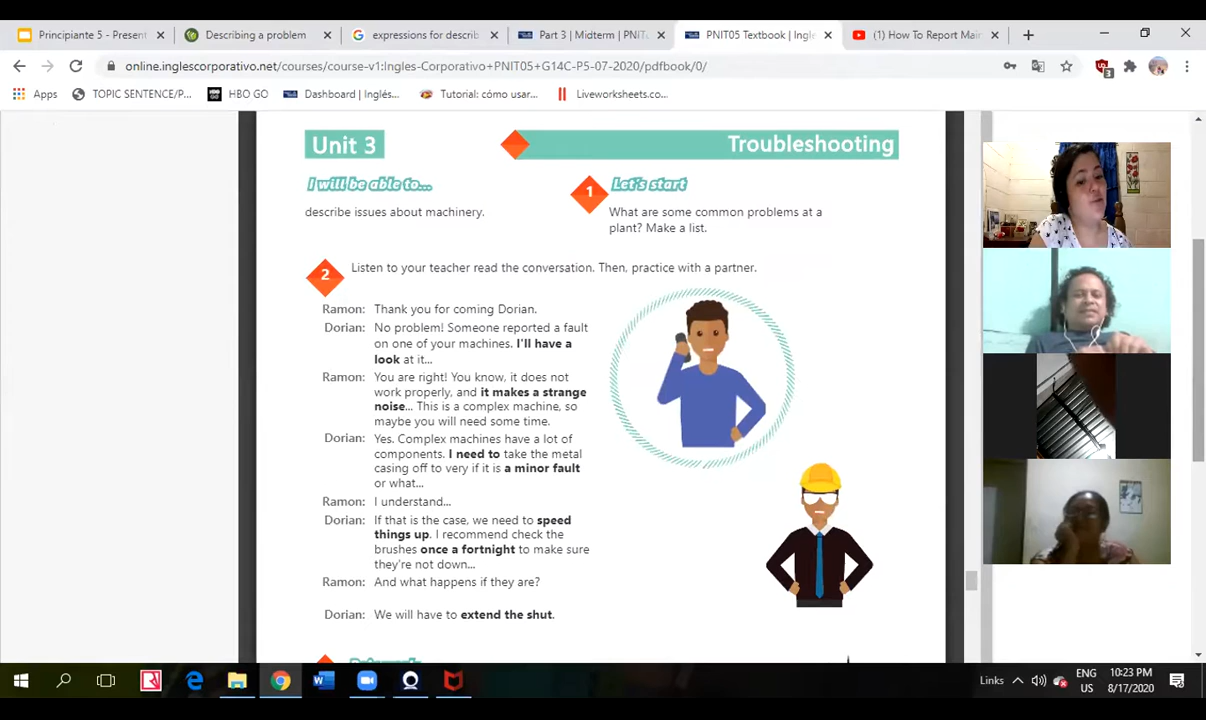 Principiante 5 - Present
Describing a problem
expressions for describ
Part 3 | Midterm | PNIT
PNIT05 Textbook | Ingle
(1) How To Report Main
online.inglescorporativo.net/courses/course-v1:Ingles-Corporativo+PNIT05+G14C-P5-07-2020/pdfbook/0/
3
Apps
TOPIC SENTENCE/P...
HBO GO
Dashboard | Inglés...
Tutorial: cómo usar...
Liveworksheets.co...
Unit 3
Troubleshooting
I will be able to...
describe issues about machinery.
1
Let's start
What are some common problems at a
plant? Make a list.
2
Listen to your teacher read the conversation. Then, practice with a partner.
Ramon: Thank you for coming Dorian.
Dorian: No problem! Someone reported a fault
on one of your machines. I'll have a
look at it...
Ramon: You are right! You know, it does not
work properly, and it makes a strange
noise... This is a complex machine, so
maybe you will need some time.
Dorian: Yes. Complex machines have a lot of
components. I need to take the metal
casing off to very if it is a minor fault
or what...
Ramon: I understand...
Dorian: If that is the case, we need to speed
things up. I recommend check the
brushes once a fortnight to make sure
they're not down...
Ramon: And what happens if they are?
Dorian: We will have to extend the shut.
Links
ENG
US
10:23 PM
8/17/2020